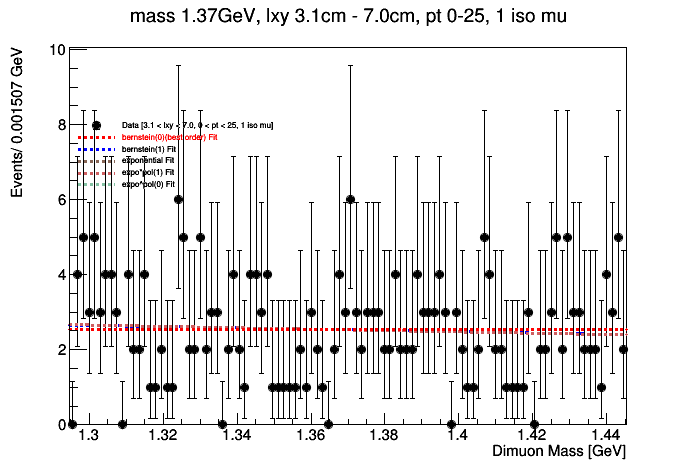 mass 1.37GeV, lxy 3.1cm - 7.0cm, pt 0-25, 1 iso mu
Events/ 0.001507 GeV
10
8
6
4
2
0
Data [3.1 < lxy < 7.0, 0 < pt < 25, 1 iso mu]
bernstein(0)(best order) Fit
bernstein(1) Fit
exponential Fit
expo*pol(1) Fit
expo*pol(0) Fit
1.3 1.32 1.34 1.36 1.38 1.4 1.42 1.44
Dimuon Mass [GeV]